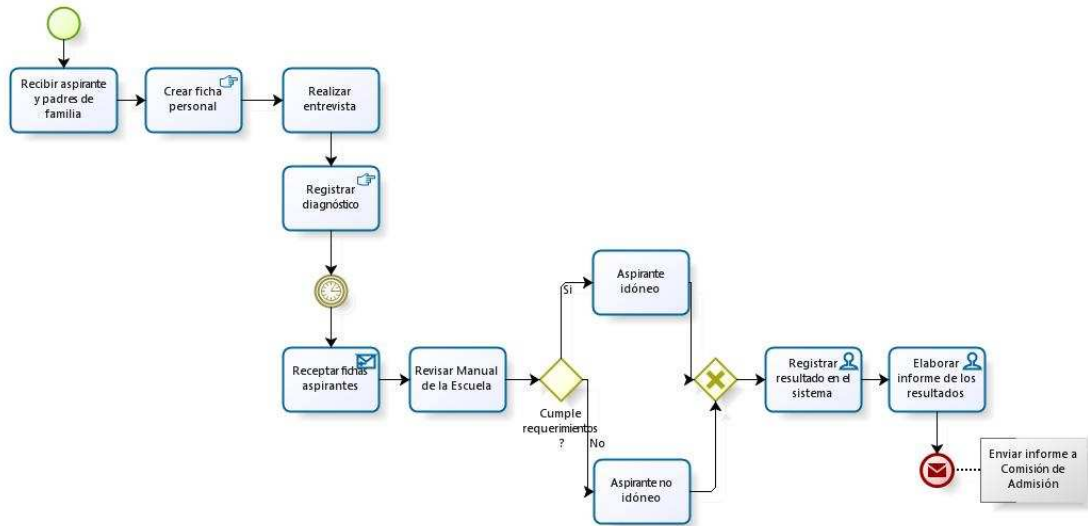 Recibir aspirante
y padres de
familia
Crear ficha
personal
Realizar
entrevista
Registrar
diagnóstico
Receptar fichas
aspirantes
Revisar Manual
de la Escuela
Cumple
requerimientos
?
Si
No
Aspirante
idóneo
Aspirante no
idóneo
Registrar
resultado en el
sistema
Elaborar
informe de los
resultados
Enviar informe a
Comisión de
Admisión